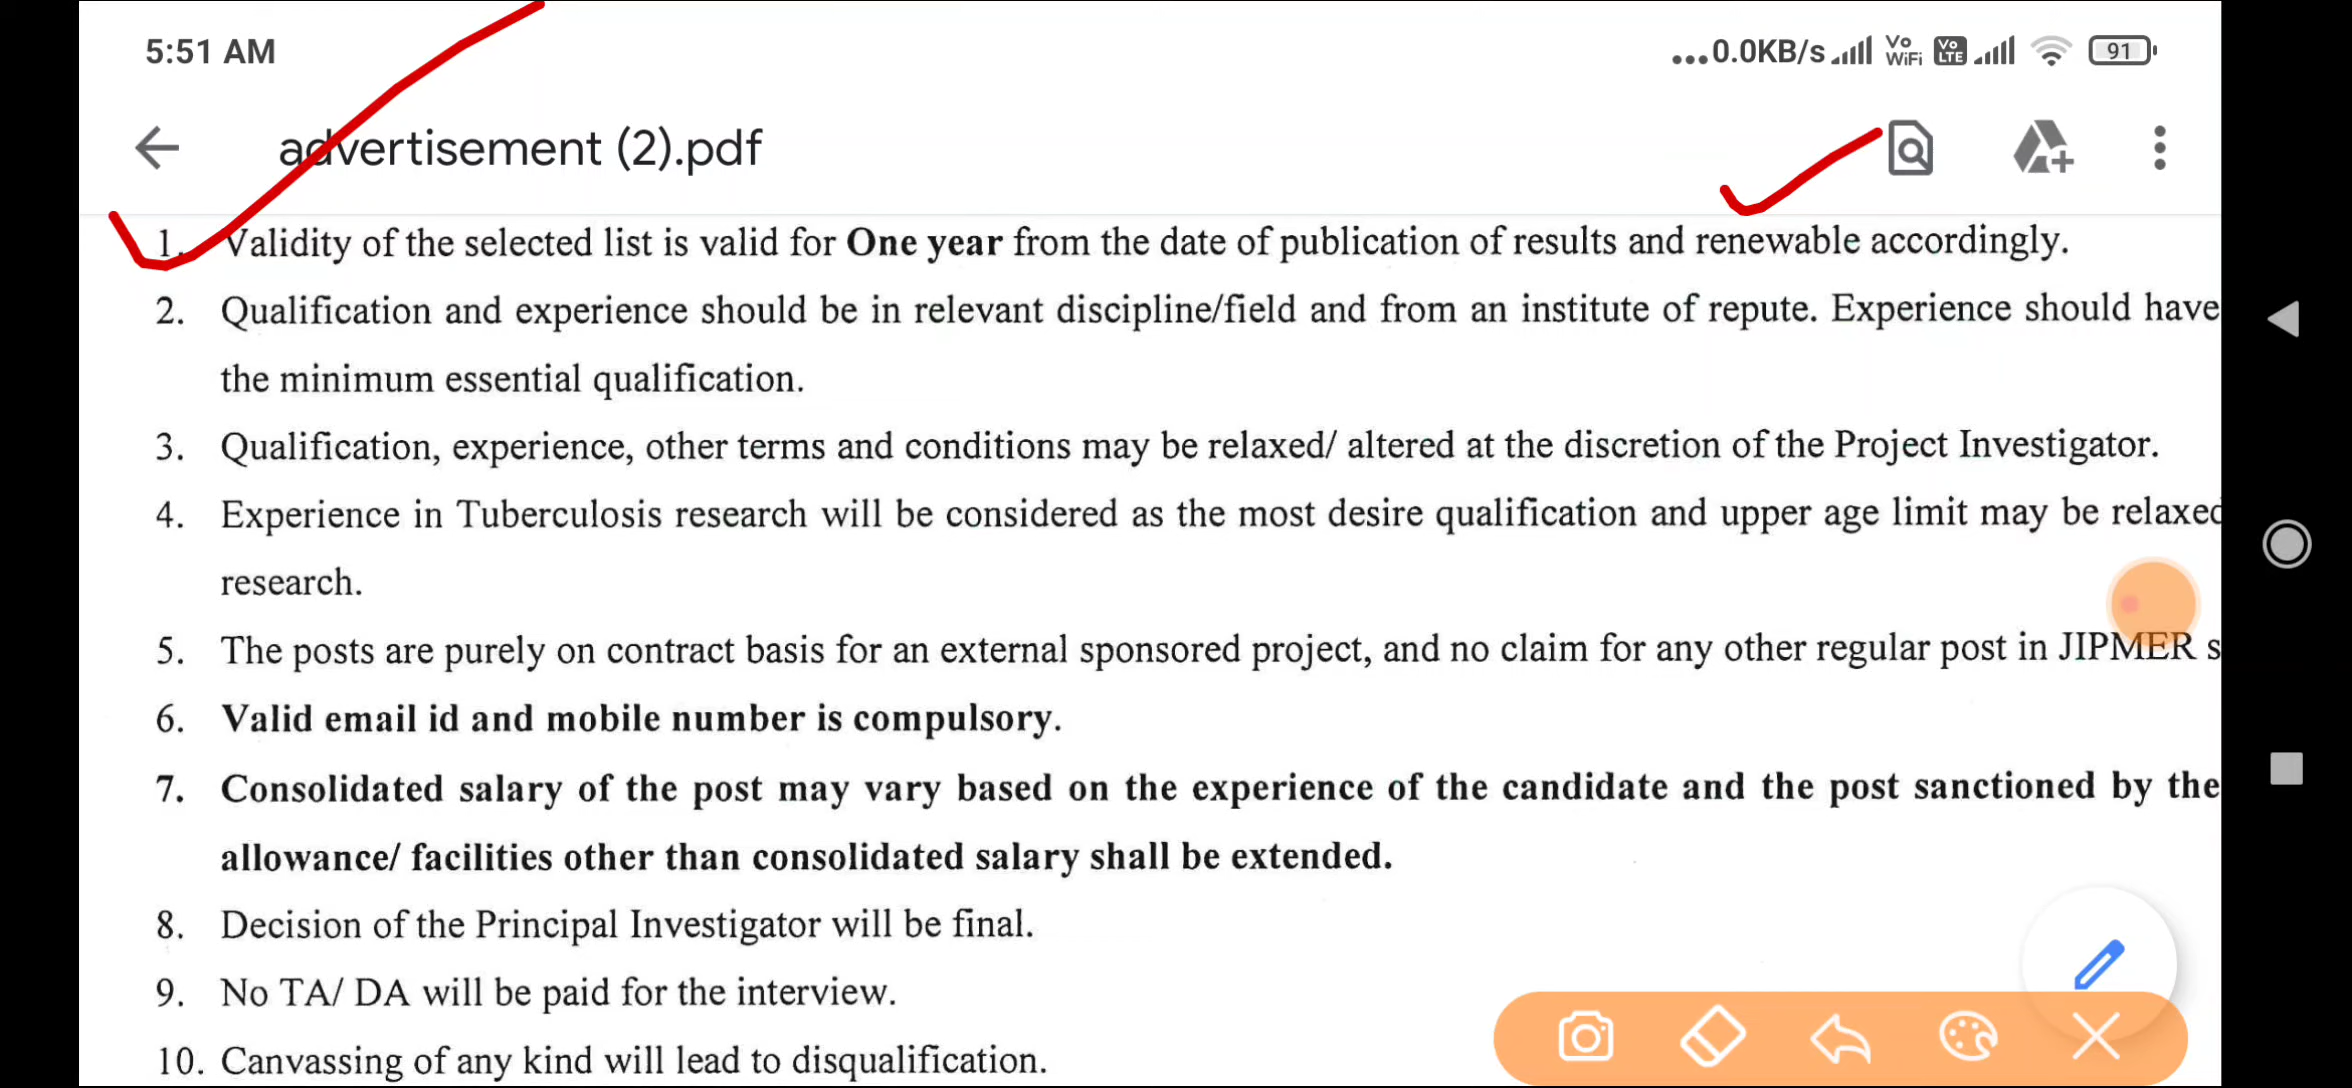 5:51 AM
...0.0KB/s Vo WiFi Vo LTE 91
advertisement (2).pdf
1. Validity of the selected list is valid for One year from the date of publication of results and renewable accordingly.
2. Qualification and experience should be in relevant discipline/field and from an institute of repute. Experience should have
the minimum essential qualification.
3. Qualification, experience, other terms and conditions may be relaxed/ altered at the discretion of the Project Investigator.
4. Experience in Tuberculosis research will be considered as the most desire qualification and upper age limit may be relaxed
research.
5. The posts are purely on contract basis for an external sponsored project, and no claim for any other regular post in JIPMER s
6. Valid email id and mobile number is compulsory.
7. Consolidated salary of the post may vary based on the experience of the candidate and the post sanctioned by the
allowance/ facilities other than consolidated salary shall be extended.
8. Decision of the Principal Investigator will be final.
9. No TA/ DA will be paid for the interview.
10. Canvassing of any kind will lead to disqualification.